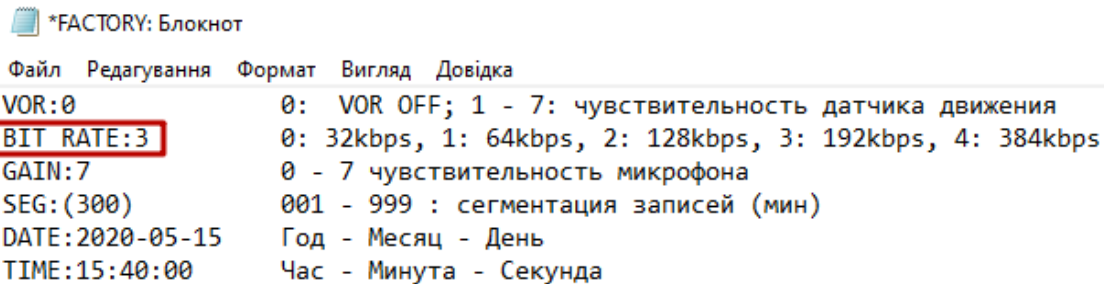 *FACTORY: Блокнот
Файл Редагування Формат Вигляд Довідка
VOR:0 0: VOR OFF; 1 - 7: чувствительность датчика движения
BIT RATE:3 0: 32kbps, 1: 64kbps, 2: 128kbps, 3: 192kbps, 4: 384kbps
GAIN:7 0 - 7 чувствительность микрофона
SEG:(300) 001 - 999 : сегментация записей (мин)
DATE:2020-05-15 Год - Месяц - День
TIME:15:40:00 Час - Минута - Секунда